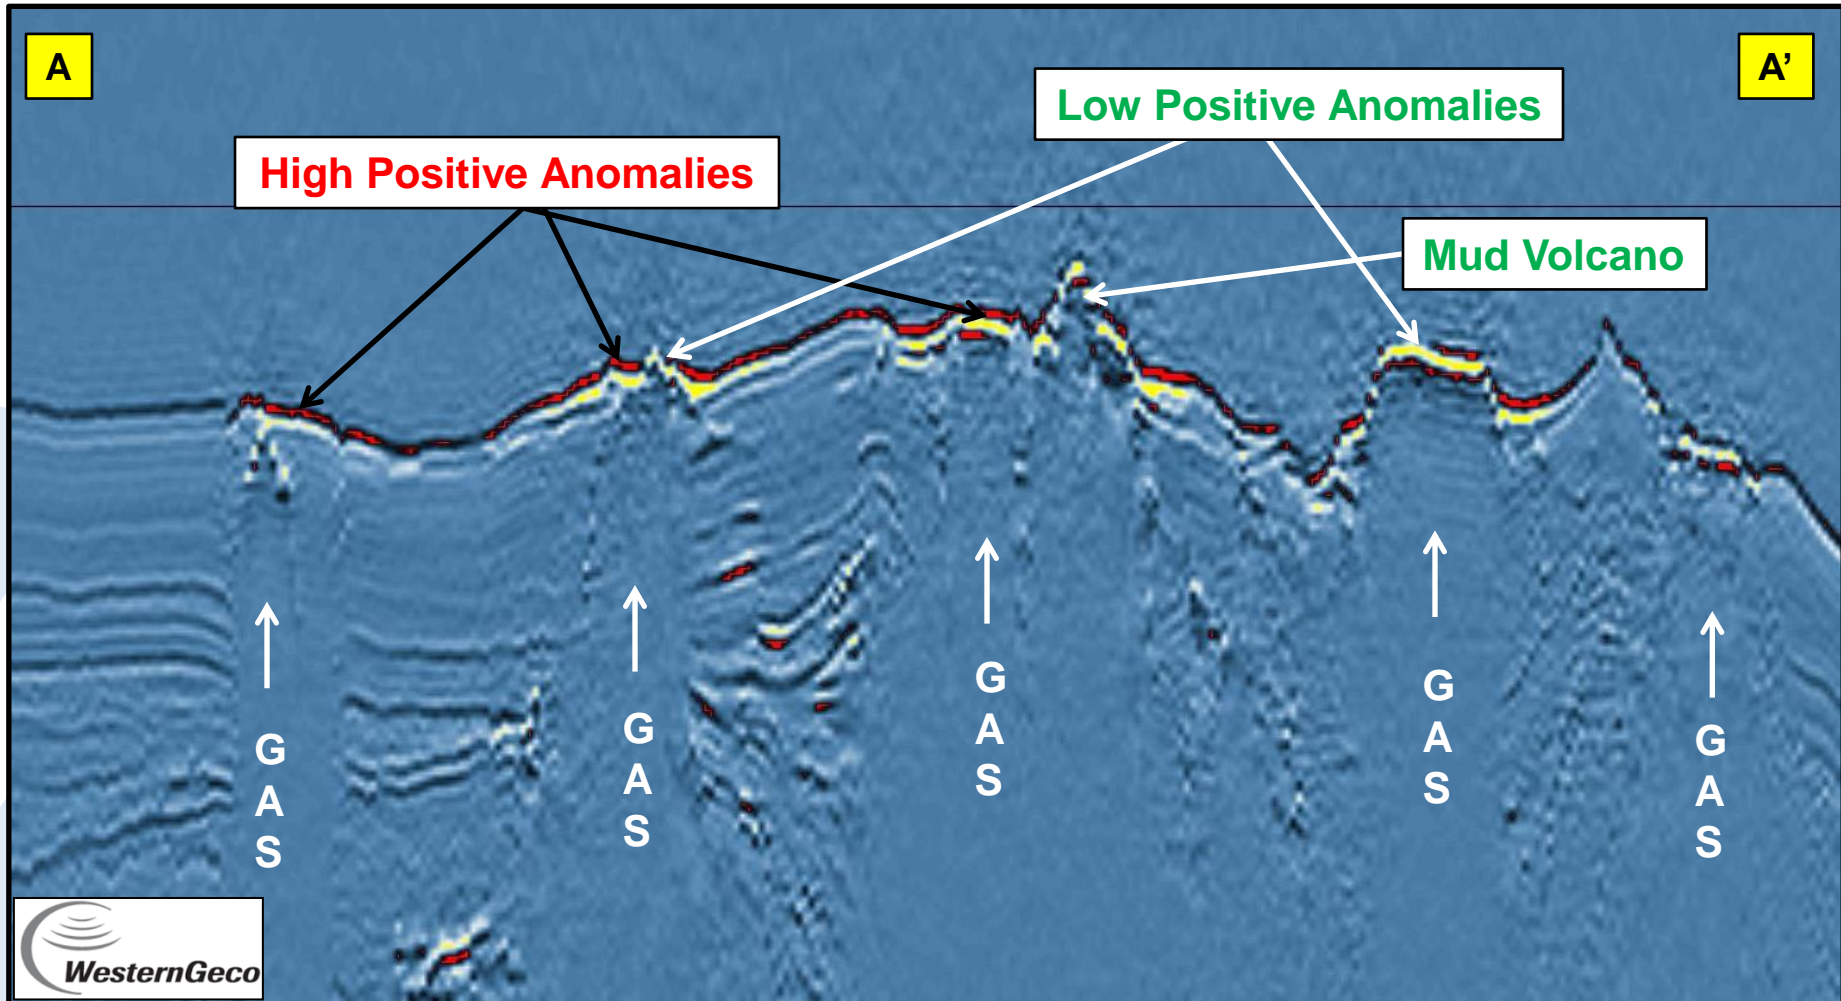 A
A’
Low Positive Anomalies
High Positive Anomalies
Mud Volcano
G
A
S
G
A
S
G
A
S
G
A
S
G
A
S
WesternGeco